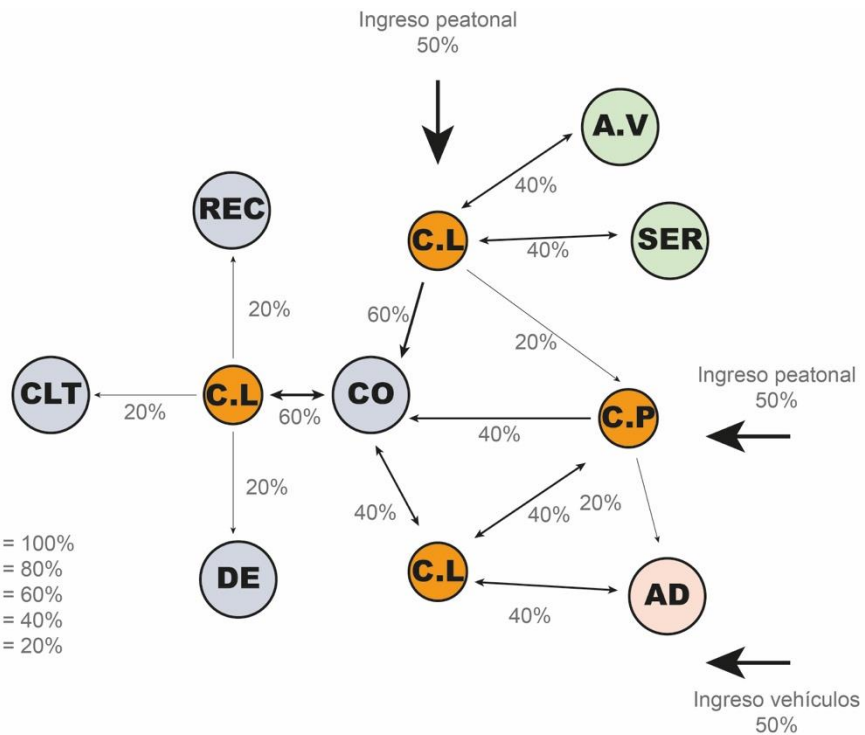 Ingreso peatonal
50%
A.V
40%
REC
C.L
40%
SER
60%
20%
20%
Ingreso peatonal
50%
CLT
20%
C.L
60%
CO
40%
C.P
20%
40%
40%
20%
= 100%
= 80%
= 60%
= 40%
= 20%
DE
C.L
40%
AD
Ingreso vehículos
50%